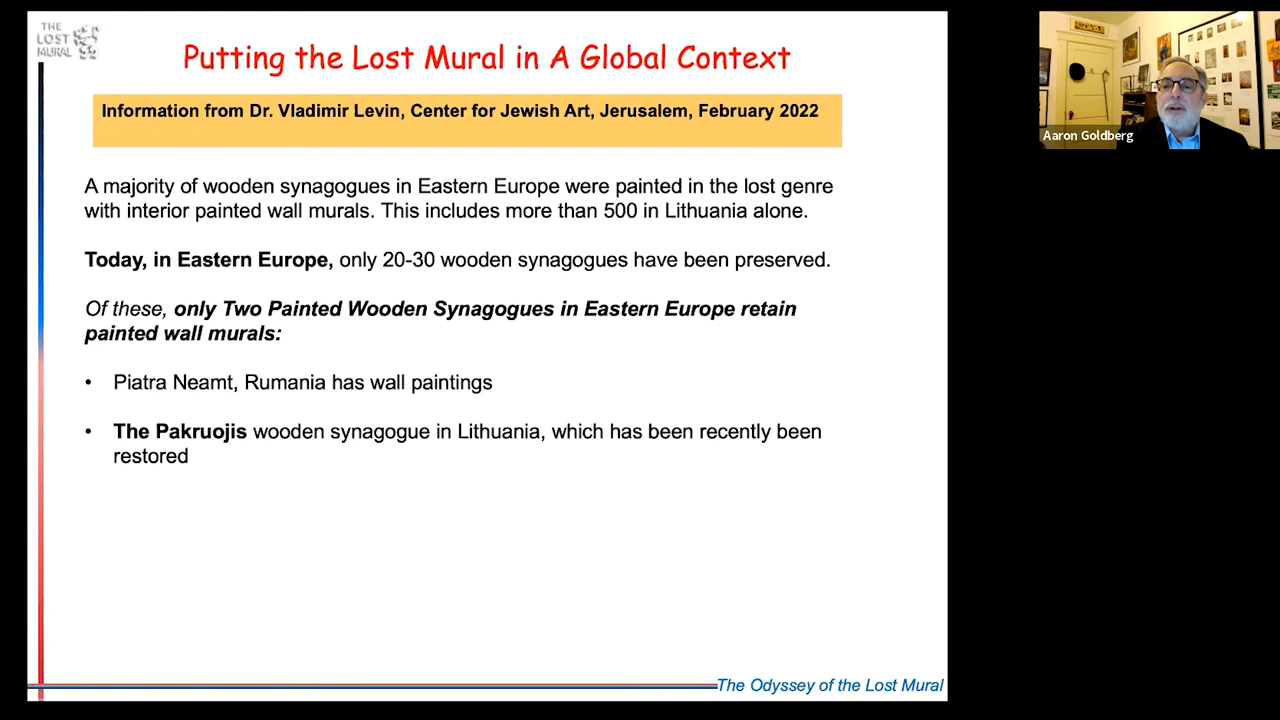 THE
LOST
MURAL
Putting the Lost Mural in A Global Context
Information from Dr. Vladimir Levin, Center for Jewish Art, Jerusalem, February 2022
A majority of wooden synagogues in Eastern Europe were painted in the lost genre
with interior painted wall murals. This includes more than 500 in Lithuania alone.
Today, in Eastern Europe, only 20-30 wooden synagogues have been preserved.
Of these, only Two Painted Wooden Synagogues in Eastern Europe retain
painted wall murals:
• Piatra Neamt, Rumania has wall paintings
• The Pakruojis wooden synagogue in Lithuania, which has been recently been
restored
The Odyssey of the Lost Mural
Aaron Goldberg